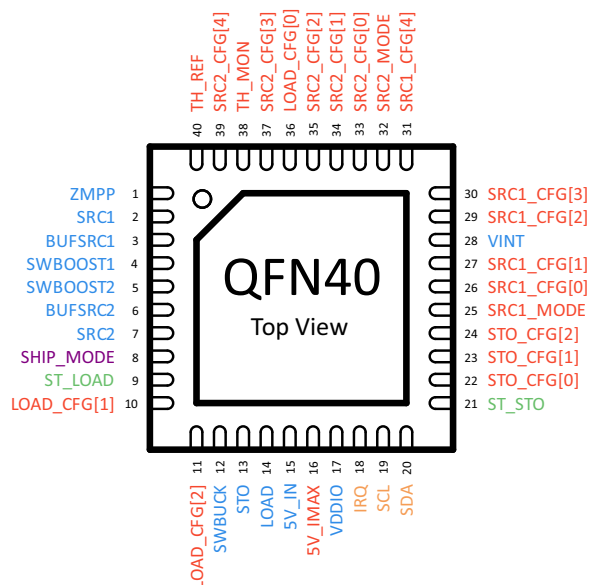 TH_REF
SRC2_CFG[4]
TH_MON
SRC2_CFG[3]
LOAD_CFG[0]
SRC2_CFG[2]
SRC2_CFG[1]
SRC2_CFG[0]
SRC2_MODE
SRC1_CFG[4]
40
39
38
37
36
35
34
33
32
31
ZMPP 1
SRC1 2
BUFSRC1 3
SWBOOST1 4
SWBOOST2 5
BUFSRC2 6
SRC2 7
SHIP_MODE 8
ST_LOAD 9
LOAD_CFG[1] 10
QFN40
Top View
30 SRC1_CFG[3]
29 SRC1_CFG[2]
28 VINT
27 SRC1_CFG[1]
26 SRC1_CFG[0]
25 SRC1_MODE
24 STO_CFG[2]
23 STO_CFG[1]
22 STO_CFG[0]
21 ST_STO
11
12
13
14
15
16
17
18
19
20
LOAD_CFG[2]
SWBUCK
STO
LOAD
5V_IN
5V_IMAX
VDDIO
IRQ
SCL
SDA